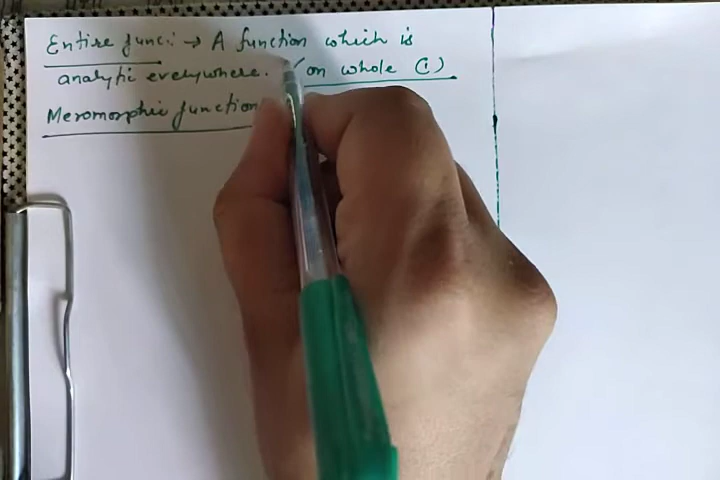 Entire func:- → A function which is
analytic everywhere. (on whole ℂ)
Meromorphic function